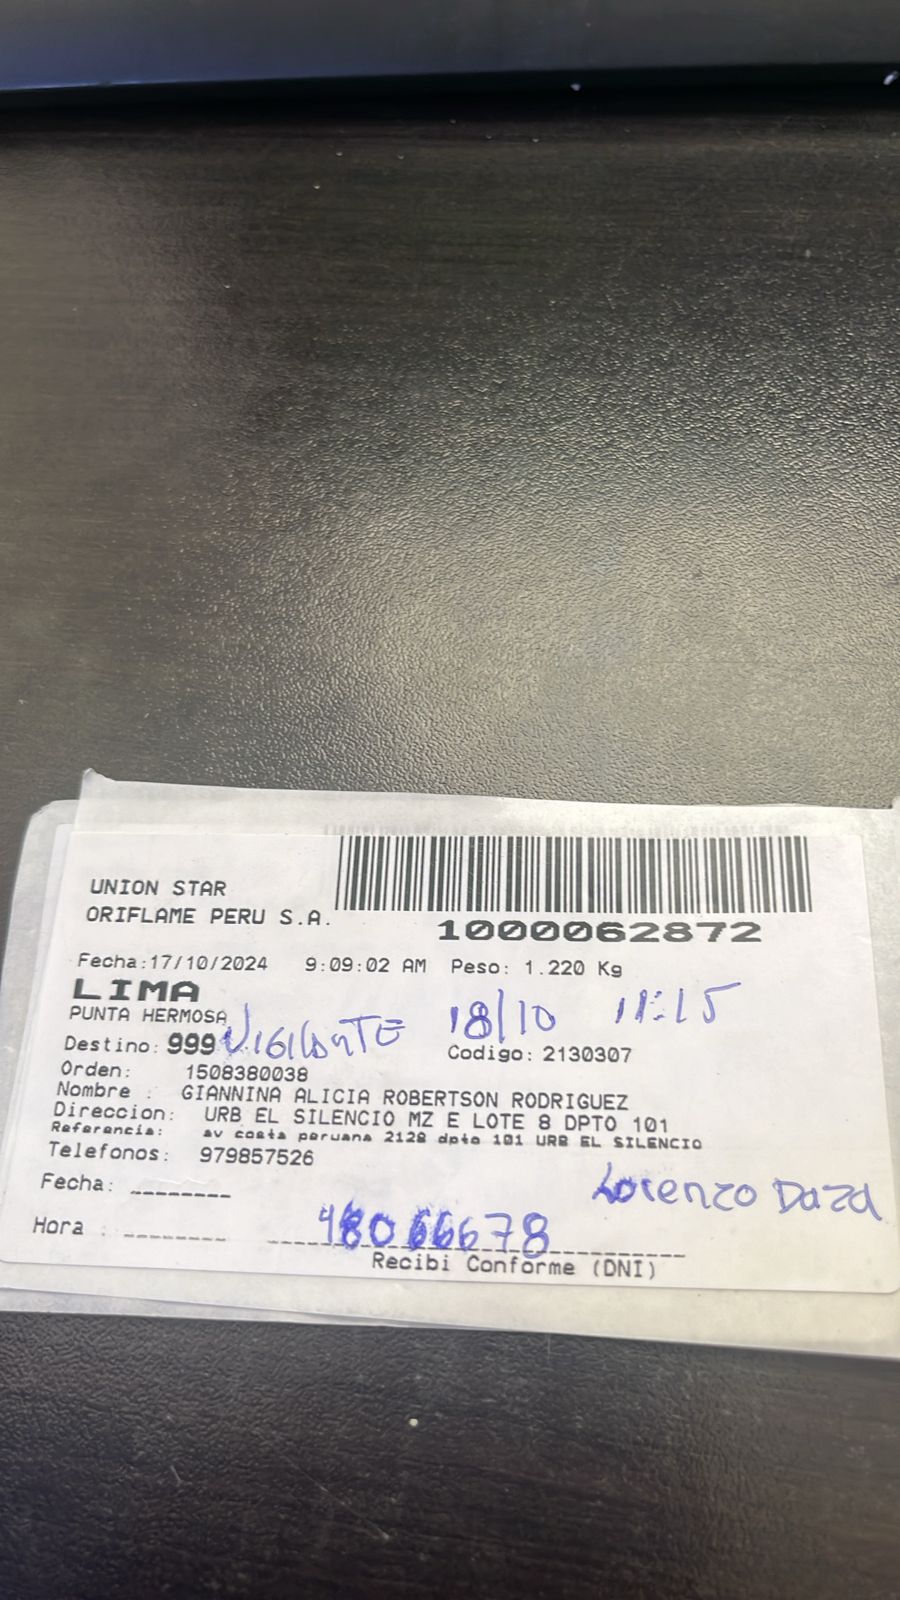 UNION STAR
ORIFLAME PERU S.A.
1000062872
Fecha:17/10/2024 9:09:02 AM Peso: 1.220 Kg
LIMA
PUNTA HERMOSA
Vigilante 18/10 11:15
Destino: 999 Codigo: 2130307
Orden: 1508380038
Nombre : GIANNINA ALICIA ROBERTSON RODRIGUEZ
Direccion: URB EL SILENCIO MZ E LOTE 8 DPTO 101
Referencia: av costa peruana 2128 dpto 101 URB EL SILENCIO
Telefonos: 979857526
Fecha: ________
Lorenzo Daza
Hora : ________
Recibi Conforme (DNI)